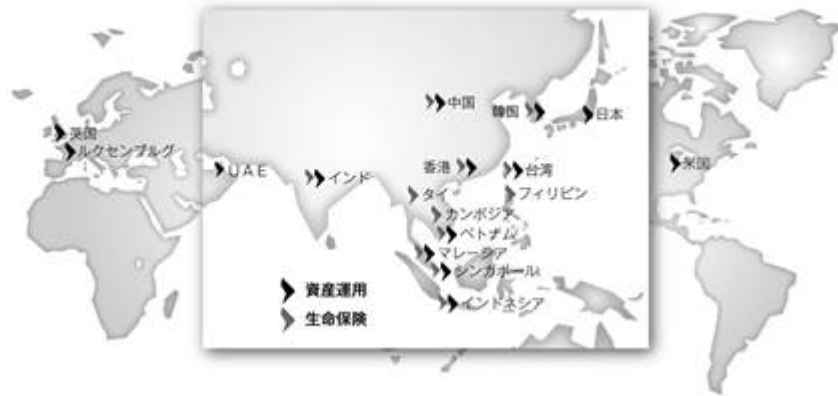 中国
韓国
日本
英国
ルクセンブルグ
UAE
インド
香港
台湾
米国
タイ
フィリピン
カンボジア
ベトナム
マレーシア
シンガポール
インドネシア
資産運用
生命保険